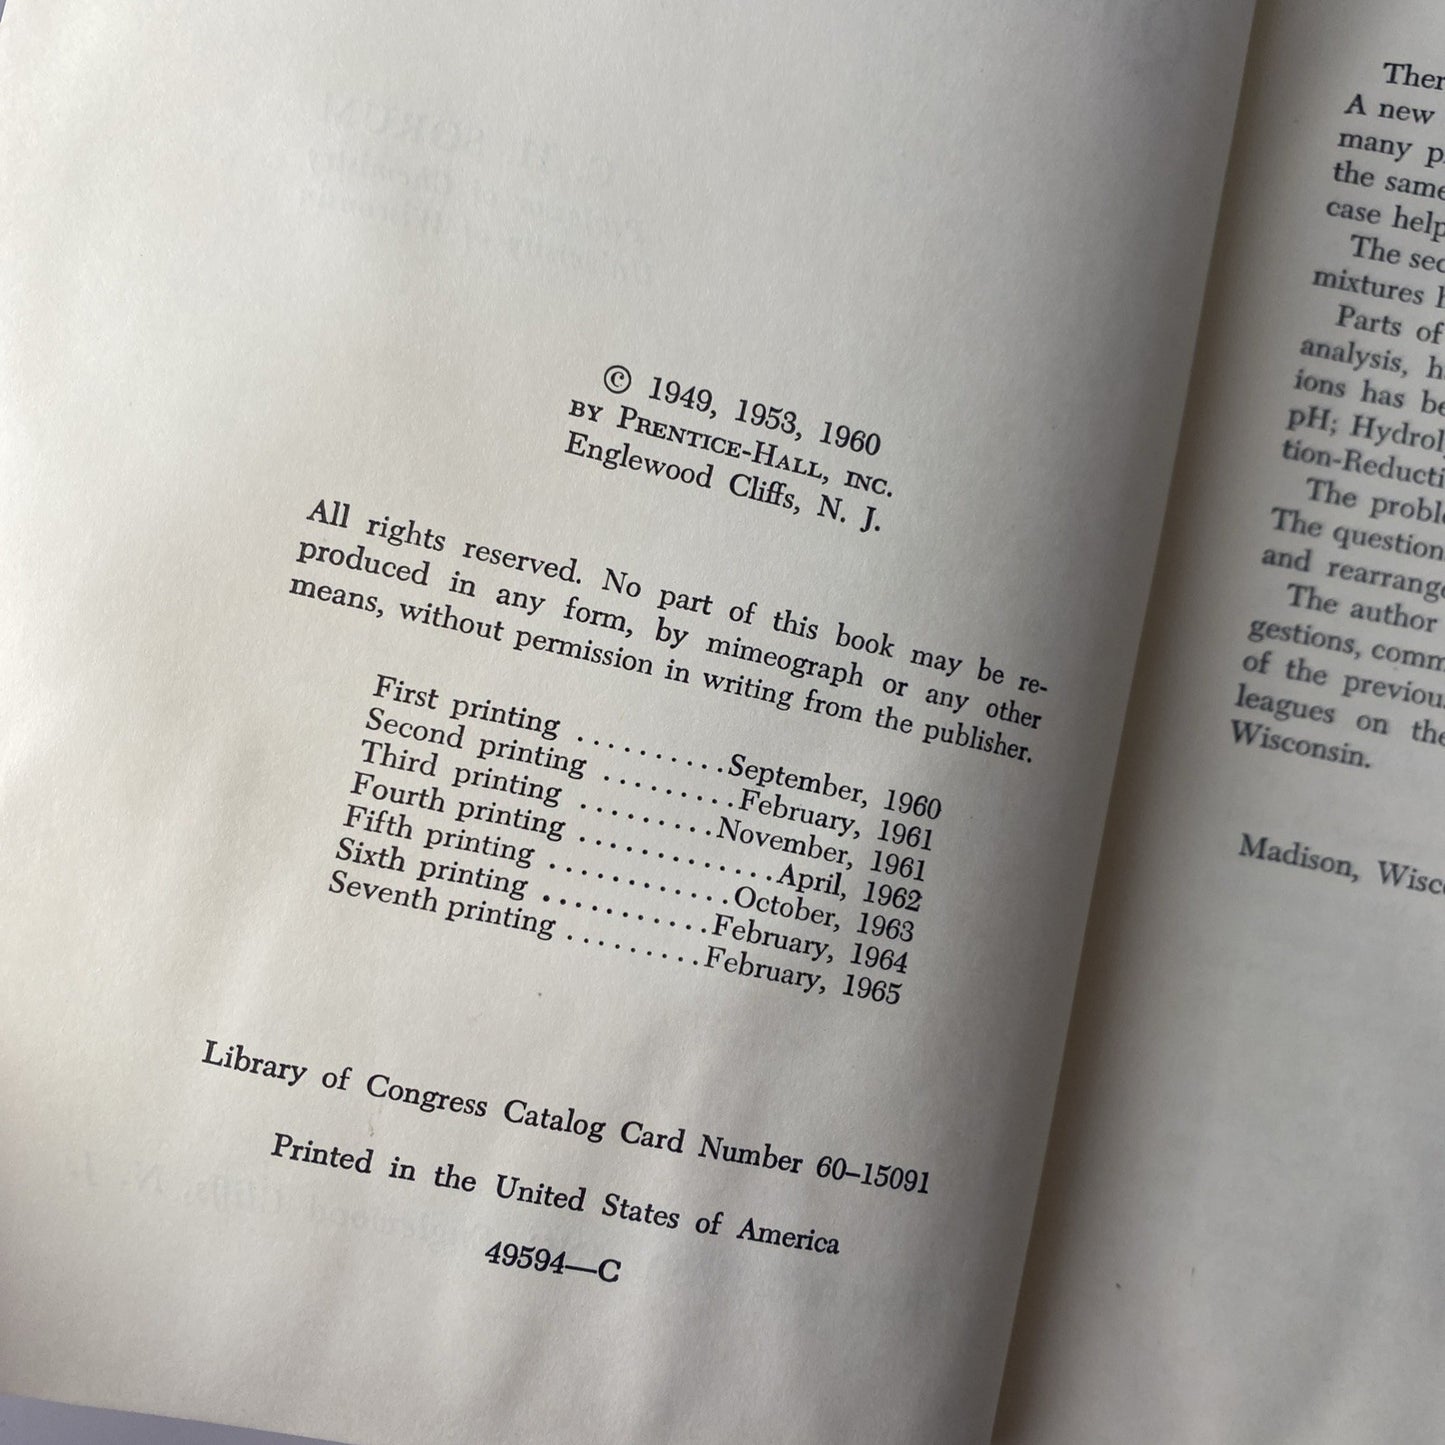 © 1949, 1953, 1960
BY PRENTICE-HALL, INC.
Englewood Cliffs, N. J.
All rights reserved. No part of this book may be re-
produced in any form, by mimeograph or any other
means, without permission in writing from the publisher.
First printing ..........September, 1960
Second printing .........February, 1961
Third printing .........November, 1961
Fourth printing .............April, 1962
Fifth printing ............October, 1963
Sixth printing ...........February, 1964
Seventh printing .........February, 1965
Library of Congress Catalog Card Number 60–15091
Printed in the United States of America
49594—C
A new
many
the same
case
The
mixtures
Parts of
analysis,
ions has
pH;
The
The question
and
The author
gestions,
of the
leagues on the
Wisconsin.
Madison,